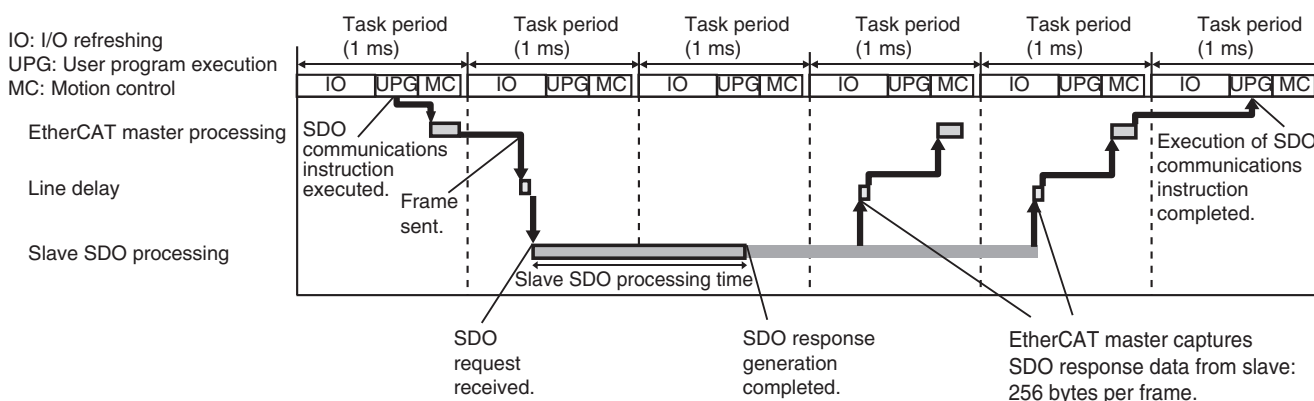 IO: I/O refreshing
UPG: User program execution
MC: Motion control
Task period
(1 ms)
Task period
(1 ms)
Task period
(1 ms)
Task period
(1 ms)
Task period
(1 ms)
Task period
(1 ms)
IO UPG MC IO UPG MC IO UPG MC IO UPG MC IO UPG MC IO UPG MC
EtherCAT master processing
SDO
communications
instruction
executed.
Execution of SDO
communications
instruction
completed.
Line delay
Frame
sent.
Slave SDO processing
Slave SDO processing time
SDO
request
received.
SDO response
generation
completed.
EtherCAT master captures
SDO response data from slave:
256 bytes per frame.